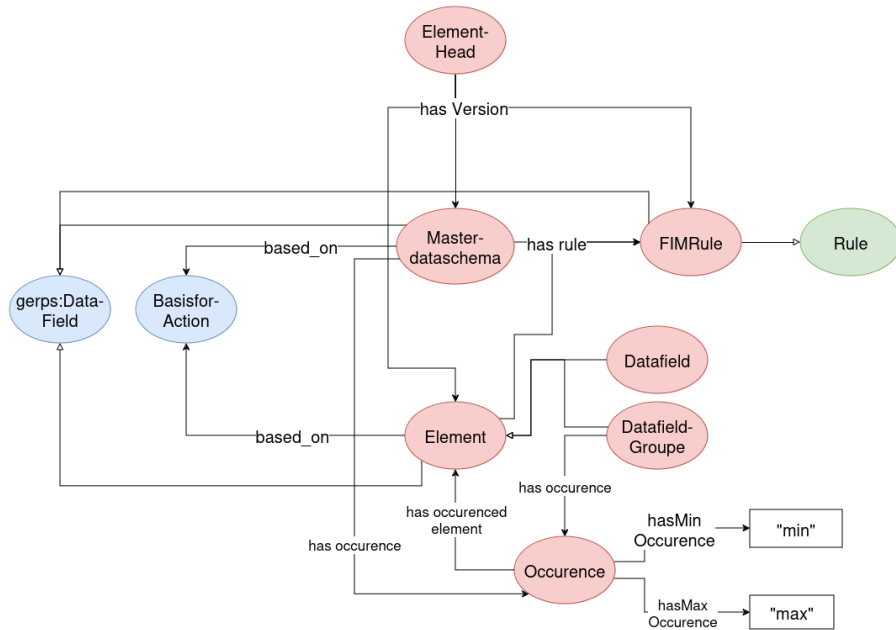 Element-
Head
has Version
Master-
dataschema
has rule
FIMRule
Rule
based_on
gerps:Data-
Field
Basisfor-
Action
Datafield
based_on
Element
Datafield-
Groupe
has occurence
has occurenced
element
hasMin
Occurence
"min"
has occurence
Occurence
hasMax
Occurence
"max"